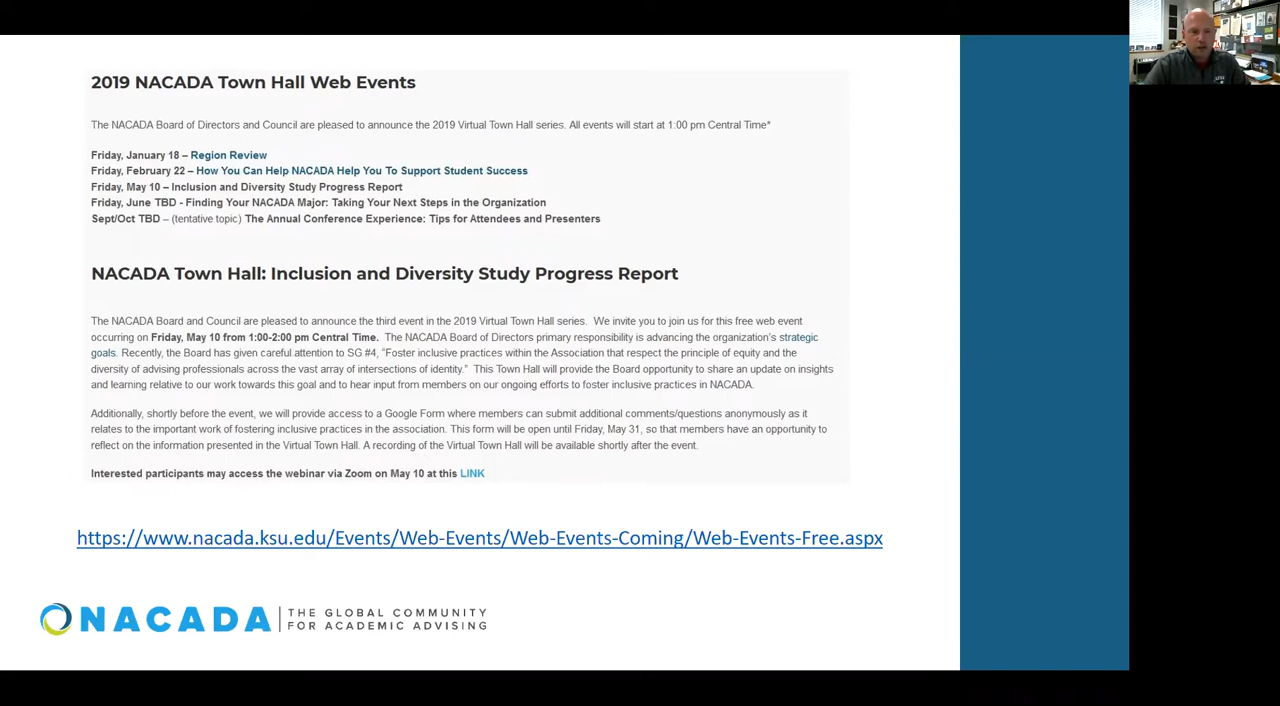 2019 NACADA Town Hall Web Events
The NACADA Board of Directors and Council are pleased to announce the 2019 Virtual Town Hall series. All events will start at 1:00 pm Central Time*
Friday, January 18 – Region Review
Friday, February 22 – How You Can Help NACADA Help You To Support Student Success
Friday, May 10 – Inclusion and Diversity Study Progress Report
Friday, June TBD - Finding Your NACADA Major: Taking Your Next Steps in the Organization
Sept/Oct TBD – (tentative topic) The Annual Conference Experience: Tips for Attendees and Presenters
NACADA Town Hall: Inclusion and Diversity Study Progress Report
The NACADA Board and Council are pleased to announce the third event in the 2019 Virtual Town Hall series. We invite you to join us for this free web event
occurring on Friday, May 10 from 1:00-2:00 pm Central Time. The NACADA Board of Directors primary responsibility is advancing the organization's strategic
goals. Recently, the Board has given careful attention to SG #4, “Foster inclusive practices within the Association that respect the principle of equity and the
diversity of advising professionals across the vast array of intersections of identity.” This Town Hall will provide the Board opportunity to share an update on insights
and learning relative to our work towards this goal and to hear input from members on our ongoing efforts to foster inclusive practices in NACADA.
Additionally, shortly before the event, we will provide access to a Google Form where members can submit additional comments/questions anonymously as it
relates to the important work of fostering inclusive practices in the association. This form will be open until Friday, May 31, so that members have an opportunity to
reflect on the information presented in the Virtual Town Hall. A recording of the Virtual Town Hall will be available shortly after the event.
Interested participants may access the webinar via Zoom on May 10 at this LINK
https://www.nacada.ksu.edu/Events/Web-Events/Web-Events-Coming/Web-Events-Free.aspx
NACADA
THE GLOBAL COMMUNITY
FOR ACADEMIC ADVISING